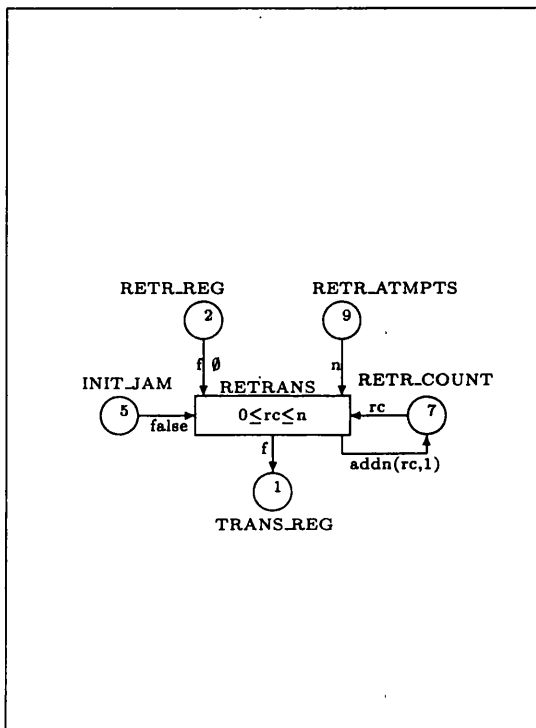 RETR_REG RETR_ATMPTS
2 9
f ∅ n
INIT_JAM RETRANS RETR_COUNT
5 false 0≤rc≤n rc 7
f addn(rc,1)
1
TRANS_REG